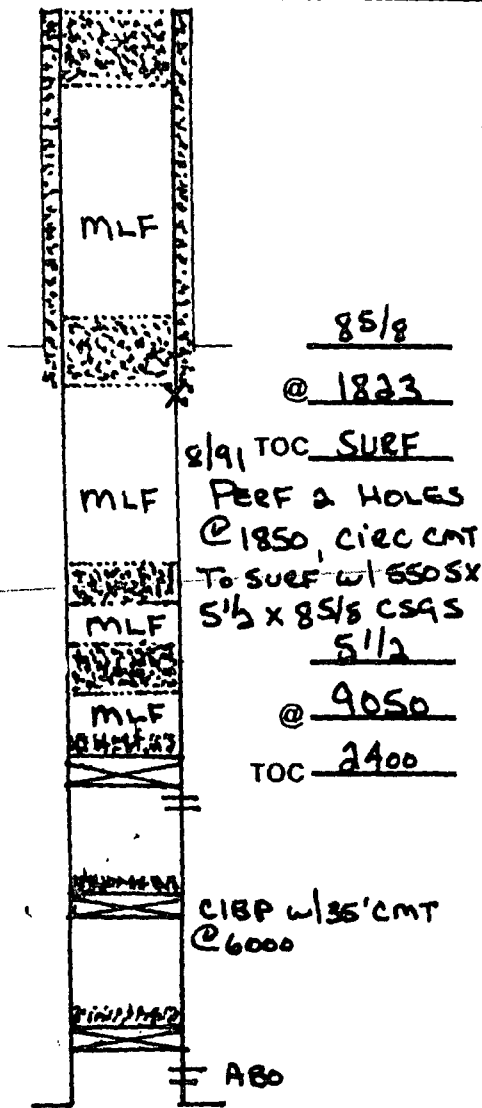 MLF
8 5/8
@ 1823
8/91 TOC SURF
MLF
PERF 2 HOLES
@ 1850, CIRC CMT
TO SURF w/ 550 SX
5 1/2 x 8 5/8 CSGS
MLF
5 1/2
MLF
@ 9050
TOC 2400
CIBP w/ 35' CMT
@ 6000
ABO